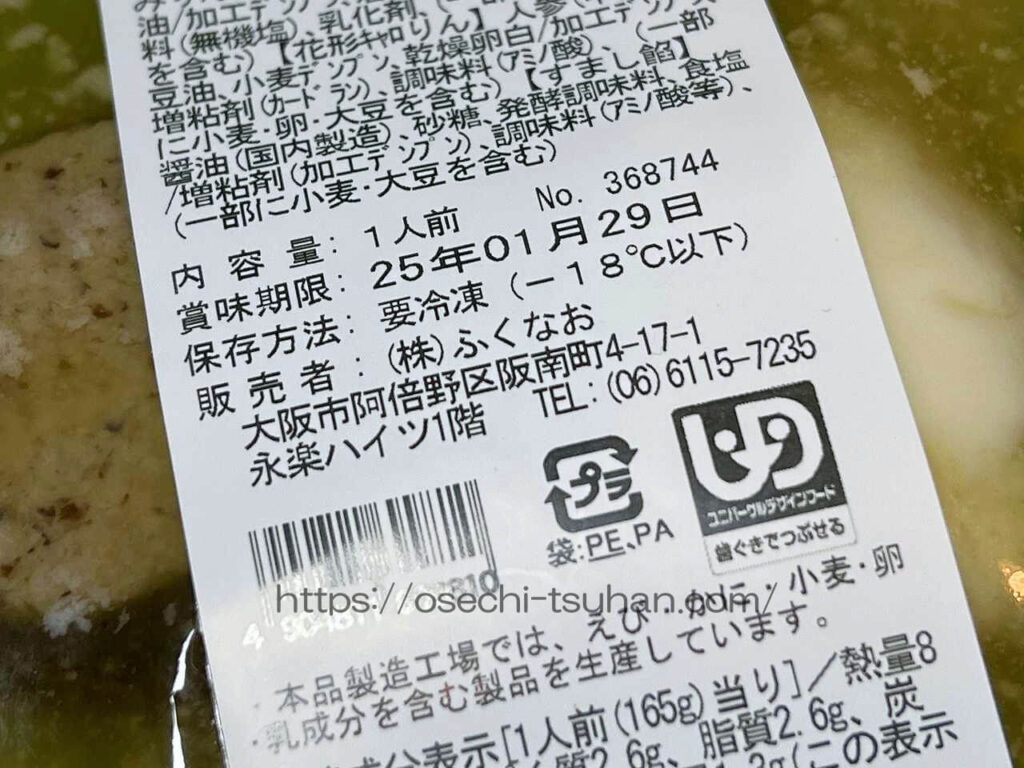 油/加工デンプン
料(無機塩)、乳化剤
を含む)【花形キャロりん】人参
豆油、小麦デンプン、乾燥卵白/加工デンプン
増粘剤(カードラン)、調味料(アミノ酸)、(一部
に小麦・卵・大豆を含む)【すまし餡】
醤油(国内製造)、砂糖、発酵調味料、食塩
/増粘剤(加工デンプン)、調味料(アミノ酸等)、
(一部に小麦・大豆を含む)
内容量:1人前 No. 368744
賞味期限:25年01月29日
保存方法:要冷凍(-18℃以下)
販売者:(株)ふくなお
大阪市阿倍野区阪南町4-17-1
永楽ハイツ1階 TEL:(06)6115-7235
プラ
袋:PE、PA
ユニバーサルデザインフード
歯ぐきでつぶせる
https://osechi-tsuhan.com/
・本品製造工場では、えび・かに・小麦・卵
・乳成分を含む製品を生産しています。
成分表示[1人前(165g)当り]/熱量8
質2.6g、脂質2.6g、炭
(この表示